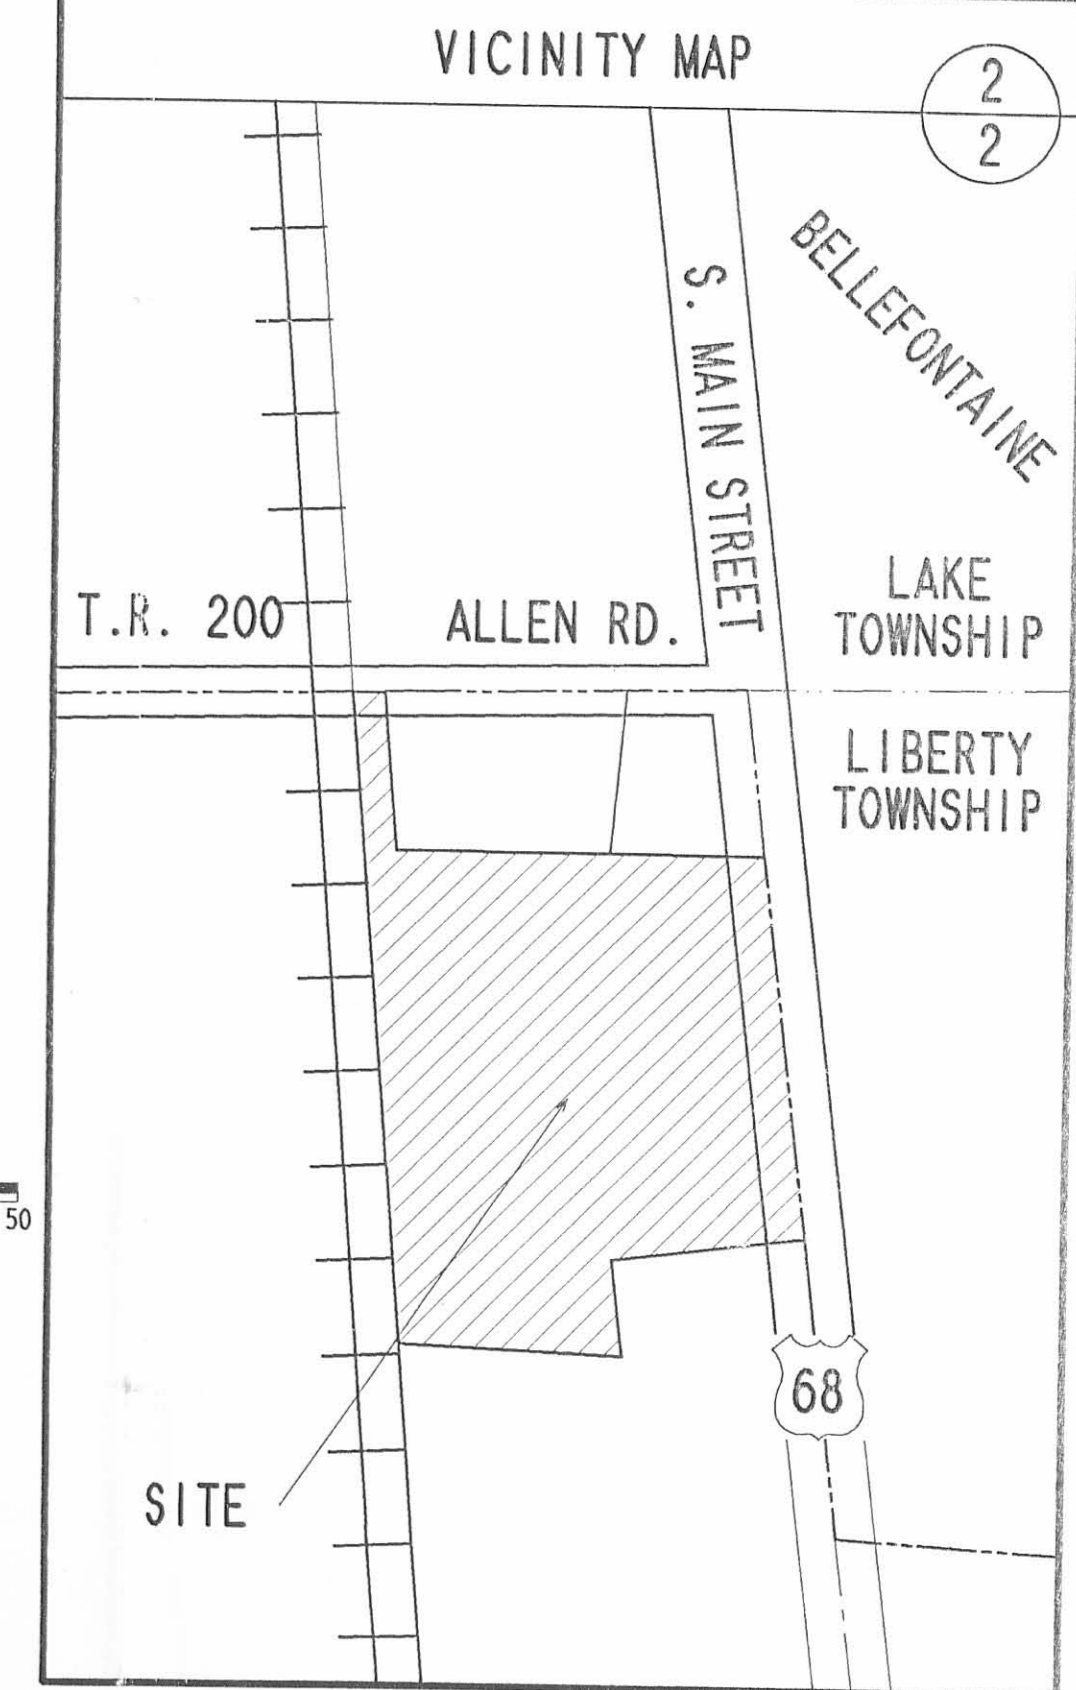 VICINITY MAP
2
2
BELLEFONTAINE
S. MAIN STREET
T.R. 200
ALLEN RD.
LAKE
TOWNSHIP
LIBERTY
TOWNSHIP
50
68
SITE